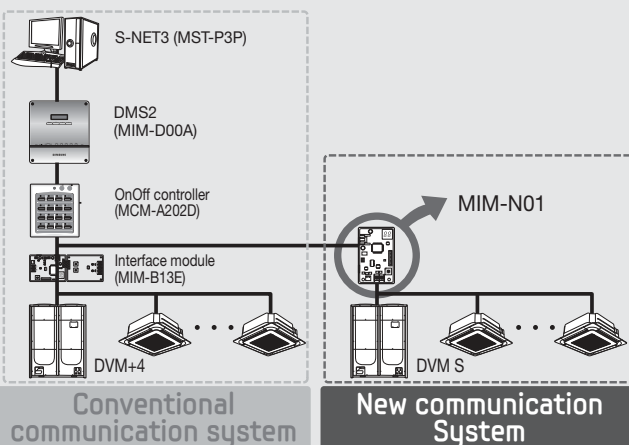 S-NET3 (MST-P3P)
DMS2
(MIM-D00A)
OnOff controller
(MCM-A202D)
MIM-N01
Interface module
(MIM-B13E)
DVM+4
DVM S
Conventional
communication system
New communication
System